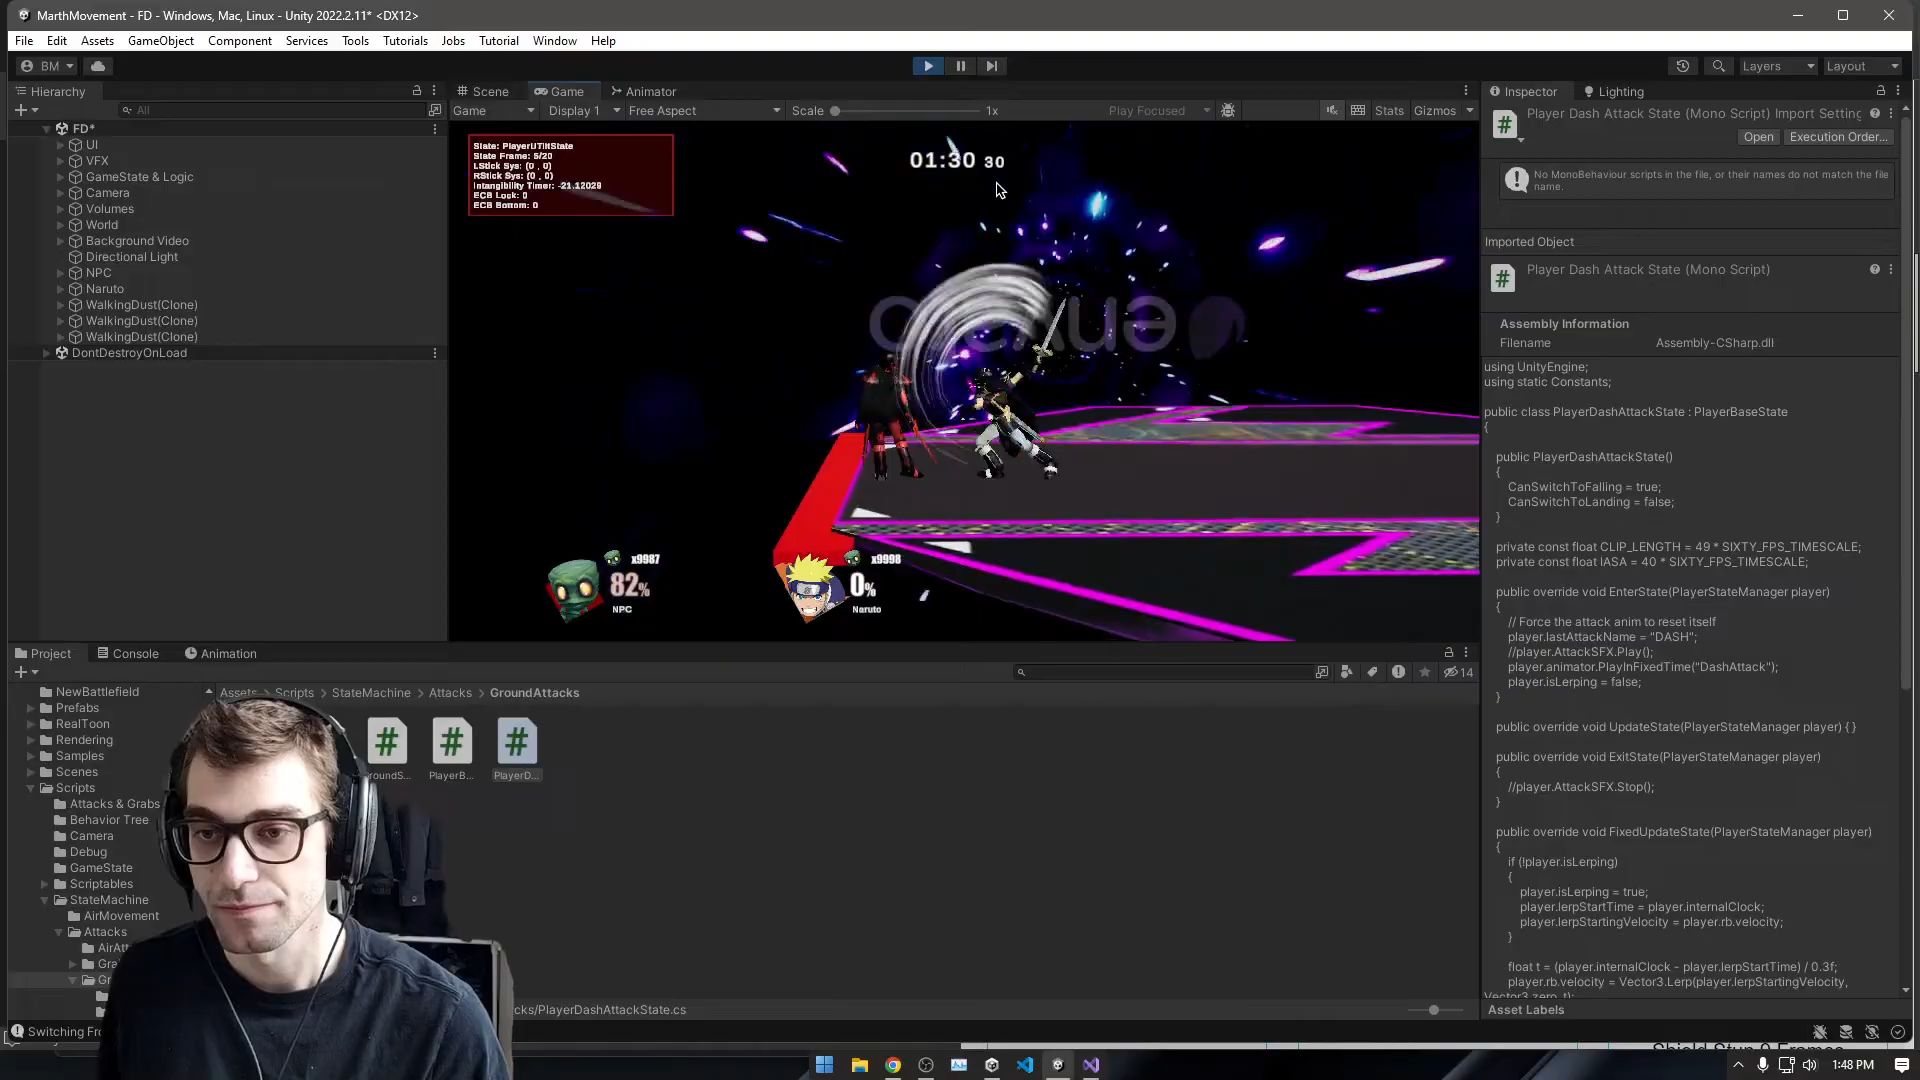 MarthMovement - FD - Windows, Mac, Linux - Unity 2022.2.11* <DX12>
File Edit Assets GameObject Component Services Tools Tutorials Jobs Tutorial Window Help
BM Layers Layout
Hierarchy Scene Game Animator Inspector Lighting
All Game Display 1 Free Aspect Scale 1x Play Focused Stats Gizmos
FD*
UI
VFX
GameState & Logic
Camera
Volumes
World
Background Video
Directional Light
NPC
Naruto
WalkingDust(Clone)
WalkingDust(Clone)
WalkingDust(Clone)
DontDestroyOnLoad
State: PlayerUTiltState
State Frame: 5/20
LStick Sys: (0 , 0)
RStick Sys: (0 , 0)
Intangibility Timer: -21.12029
ECB Lock: 0
ECB Bottom: 0
01:30 30
x9987
82%
NPC
x9998
0%
Naruto
Player Dash Attack State (Mono Script) Import Setting
Open Execution Order...
No MonoBehaviour scripts in the file, or their names do not match the file
name.
Imported Object
Player Dash Attack State (Mono Script)
Assembly Information
Filename Assembly-CSharp.dll
using UnityEngine;
using static Constants;
public class PlayerDashAttackState : PlayerBaseState
{
public PlayerDashAttackState()
{
CanSwitchToFalling = true;
CanSwitchToLanding = false;
}
private const float CLIP_LENGTH = 49 * SIXTY_FPS_TIMESCALE;
private const float IASA = 40 * SIXTY_FPS_TIMESCALE;
public override void EnterState(PlayerStateManager player)
{
// Force the attack anim to reset itself
player.lastAttackName = "DASH";
//player.AttackSFX.Play();
player.animator.PlayInFixedTime("DashAttack");
player.isLerping = false;
}
public override void UpdateState(PlayerStateManager player) { }
public override void ExitState(PlayerStateManager player)
{
//player.AttackSFX.Stop();
}
public override void FixedUpdateState(PlayerStateManager player)
{
if (!player.isLerping)
{
player.isLerping = true;
player.lerpStartTime = player.internalClock;
player.lerpStartingVelocity = player.rb.velocity;
}
float t = (player.internalClock - player.lerpStartTime) / 0.3f;
player.rb.velocity = Vector3.Lerp(player.lerpStartingVelocity,
Vector3.zero, t);
Asset Labels
Project Console Animation
14
NewBattlefield
Prefabs
RealToon
Rendering
Samples
Scenes
Scripts
Attacks & Grabs
Behavior Tree
Camera
Debug
GameState
Scriptables
StateMachine
AirMovement
Attacks
AirAtt
Gra
Gr
Assets > Scripts > StateMachine > Attacks > GroundAttacks
roundS... PlayerB... PlayerD...
cks/PlayerDashAttackState.cs
Switching Fro
1:48 PM